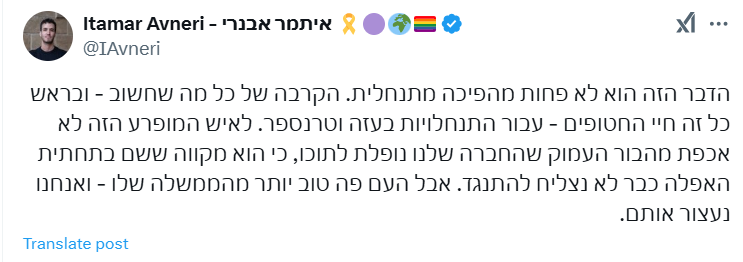 Itamar Avneri - איתמר אבנרי 🎗️🟣🌍🏳️‍🌈
@IAvneri
הדבר הזה הוא לא פחות מהפיכה מתנחלית. הקרבה של כל מה שחשוב - ובראש
כל זה חיי החטופים - עבור התנחלויות בעזה וטרנספר. לאיש המופרע הזה לא
אכפת מהבור העמוק שהחברה שלנו נופלת לתוכו, כי הוא מקווה ששם בתחתית
האפלה כבר לא נצליח להתנגד. אבל העם פה טוב יותר מהממשלה שלו - ואנחנו
נעצור אותם.
Translate post